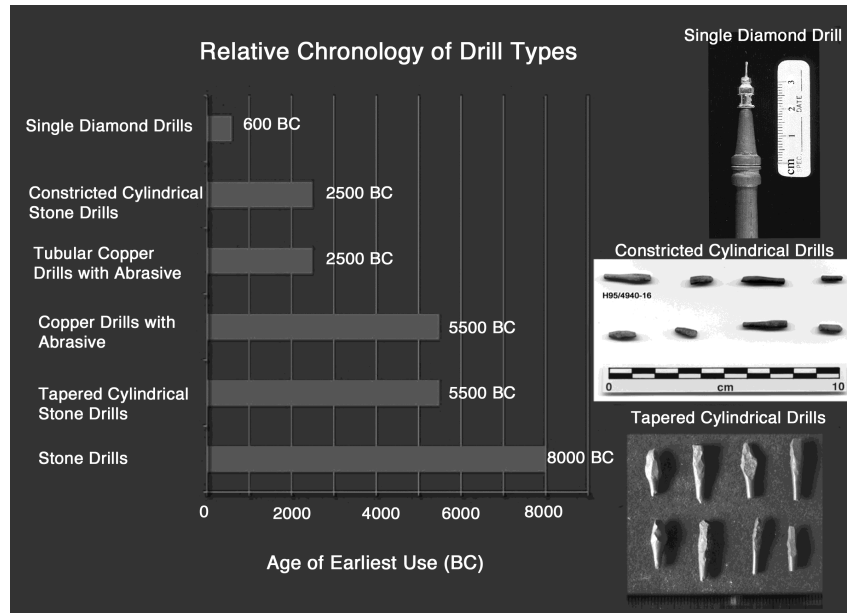 Relative Chronology of Drill Types
Single Diamond Drills
600 BC
Constricted Cylindrical
Stone Drills
2500 BC
Tubular Copper
Drills with Abrasive
2500 BC
Copper Drills with
Abrasive
5500 BC
Tapered Cylindrical
Stone Drills
5500 BC
Stone Drills
8000 BC
0 2000 4000 6000 8000
Age of Earliest Use (BC)
Single Diamond Drill
3
2
1
cm
DATE
Constricted Cylindrical Drills
H95/4940-16
0 cm 10
Tapered Cylindrical Drills